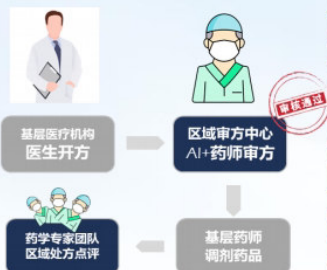 审核通过
基层医疗机构
医生开方
区域审方中心
AI+药师审方
药学专家团队
区域处方点评
基层药师
调剂药品